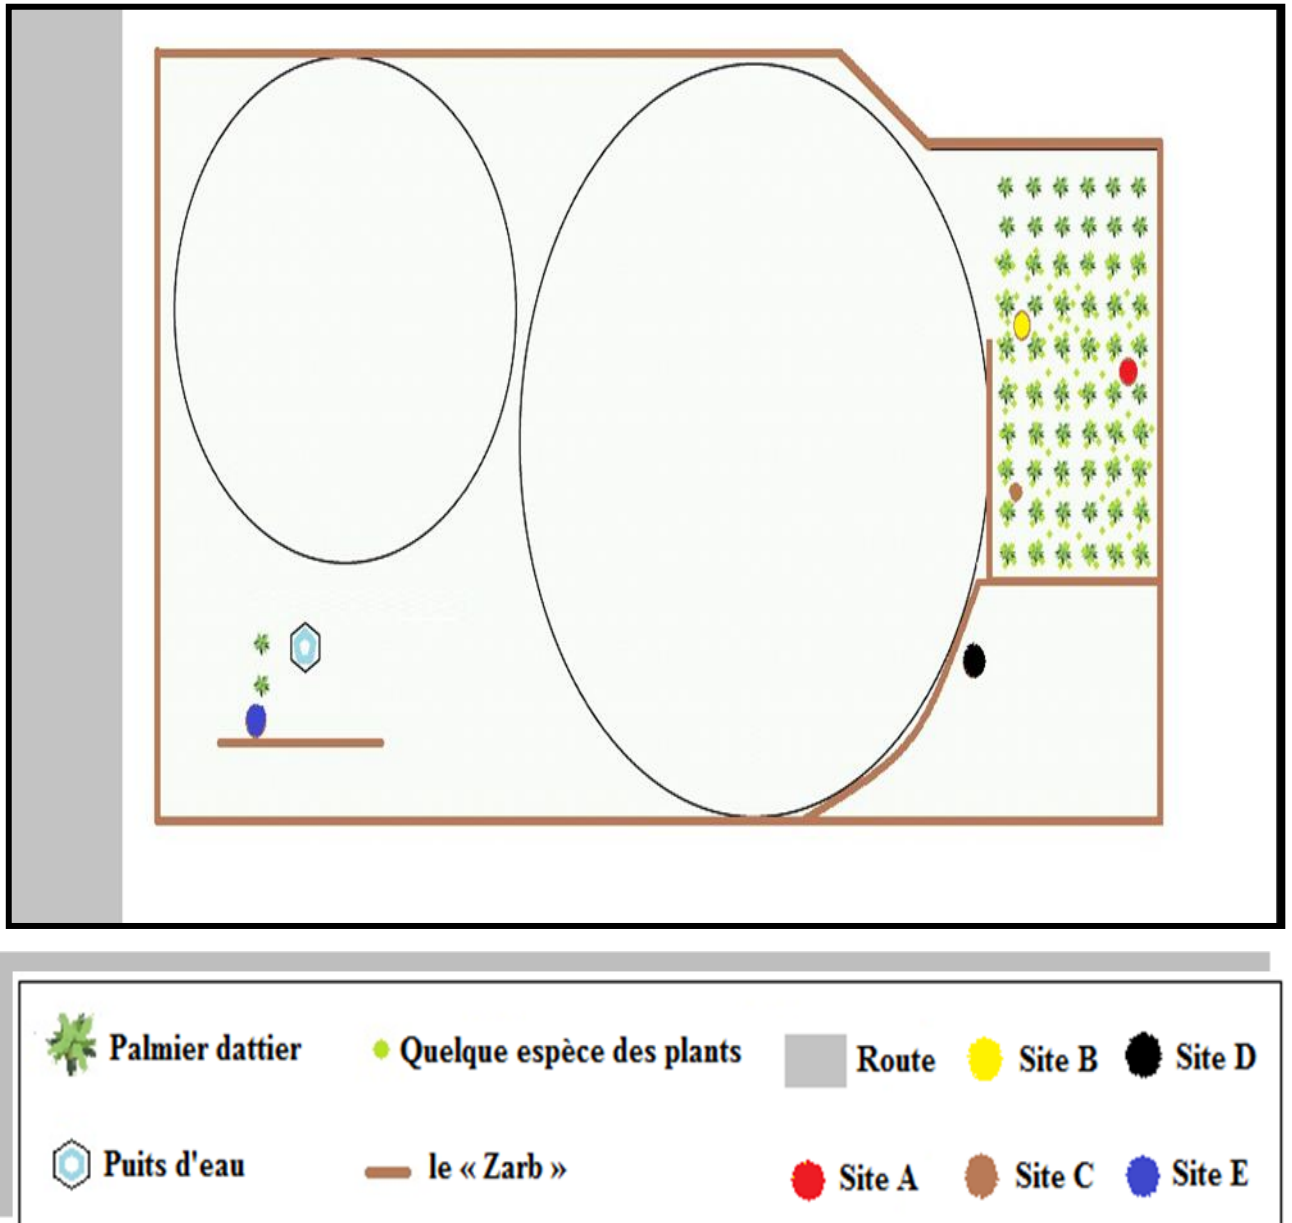 Palmier dattier
Quelque espèce des plants
Route
Site B
Site D
Puits d'eau
le « Zarb »
Site A
Site C
Site E